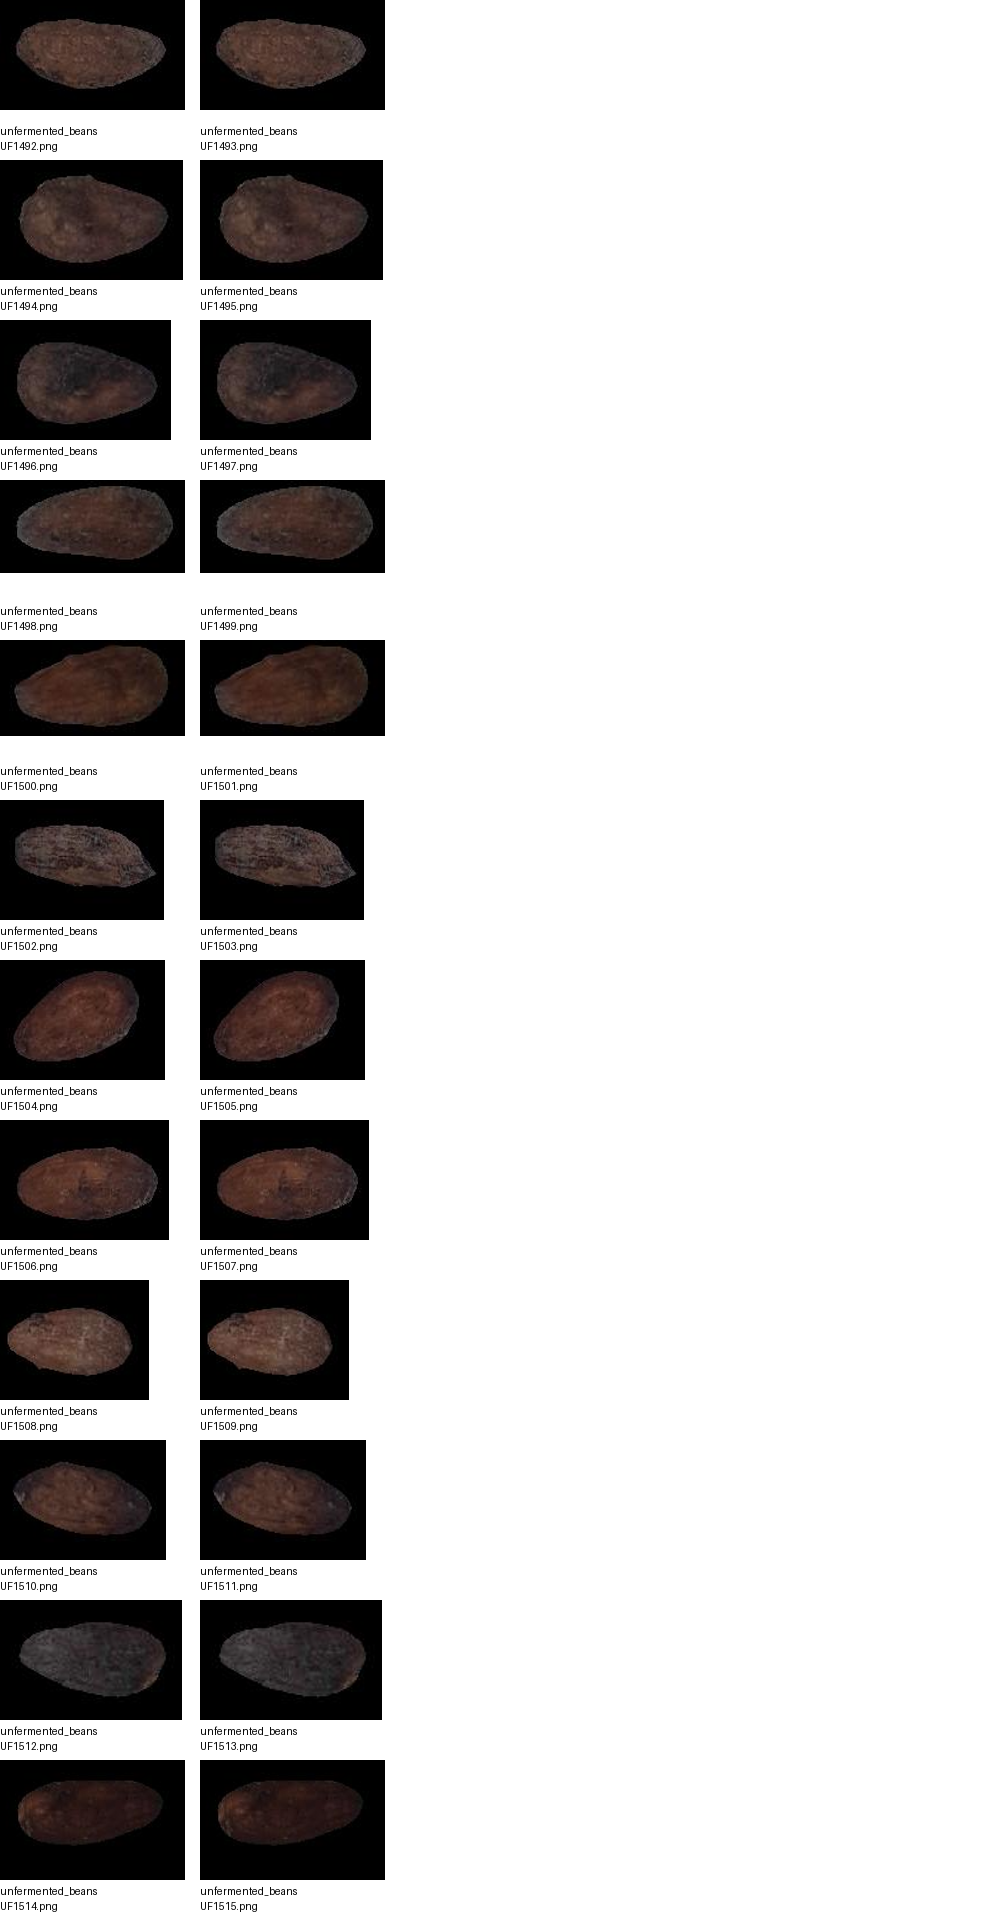 unfermented_beans
UF1492.png
unfermented_beans
UF1493.png
unfermented_beans
UF1494.png
unfermented_beans
UF1495.png
unfermented_beans
UF1496.png
unfermented_beans
UF1497.png
unfermented_beans
UF1498.png
unfermented_beans
UF1499.png
unfermented_beans
UF1500.png
unfermented_beans
UF1501.png
unfermented_beans
UF1502.png
unfermented_beans
UF1503.png
unfermented_beans
UF1504.png
unfermented_beans
UF1505.png
unfermented_beans
UF1506.png
unfermented_beans
UF1507.png
unfermented_beans
UF1508.png
unfermented_beans
UF1509.png
unfermented_beans
UF1510.png
unfermented_beans
UF1511.png
unfermented_beans
UF1512.png
unfermented_beans
UF1513.png
unfermented_beans
UF1514.png
unfermented_beans
UF1515.png